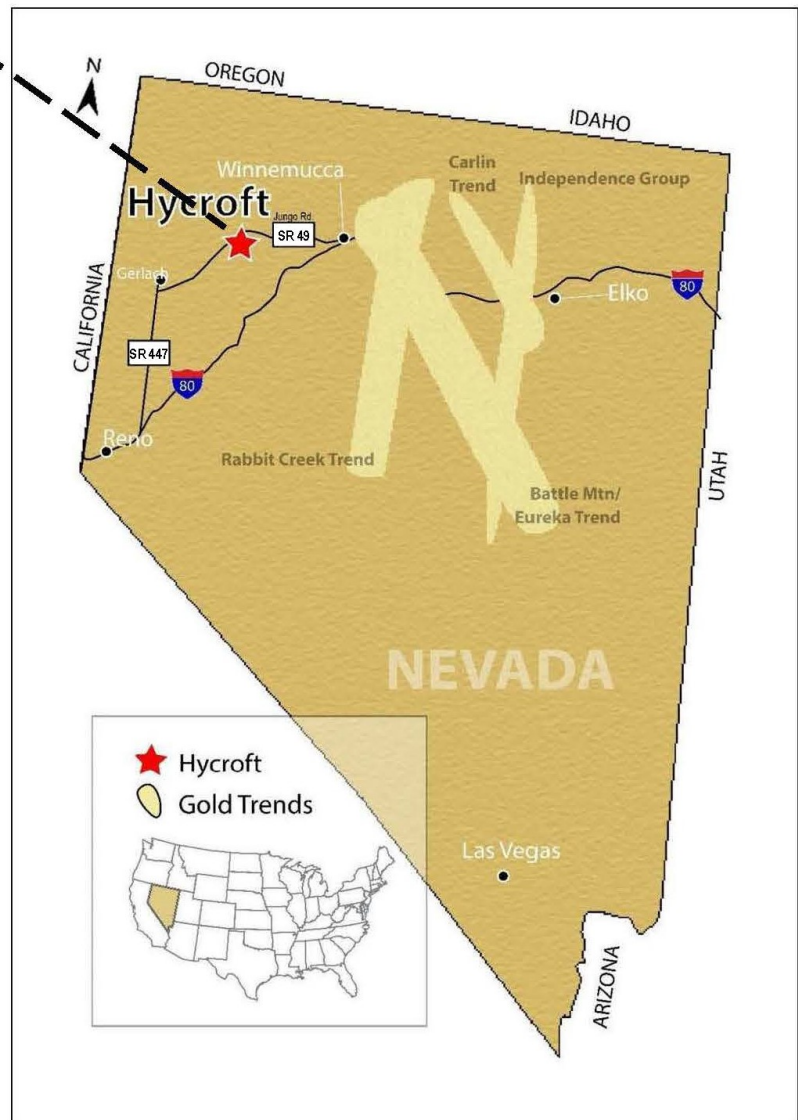 N
OREGON
IDAHO
Winnemucca
Carlin
Trend
Independence Group
Hycroft
Jungo Rd
SR 49
Gerlach
80
Elko
CALIFORNIA
SR 447
80
Reno
Rabbit Creek Trend
Battle Mtn/
Eureka Trend
UTAH
NEVADA
Hycroft
Gold Trends
Las Vegas
ARIZONA